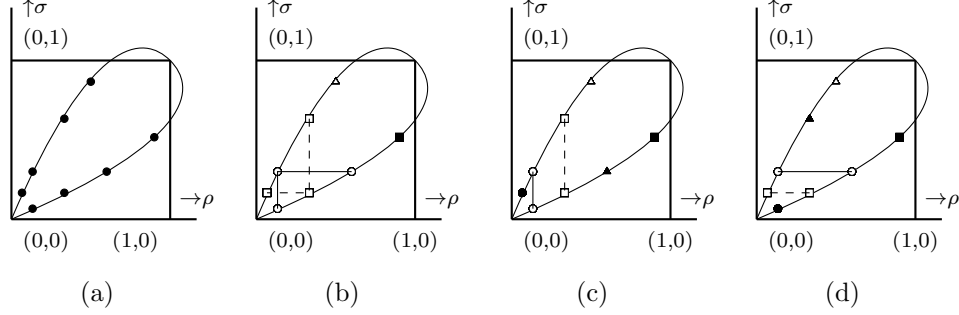 ↑σ ↑σ ↑σ ↑σ
(0,1) (0,1) (0,1) (0,1)
→ρ →ρ →ρ →ρ
(0,0) (1,0) (0,0) (1,0) (0,0) (1,0) (0,0) (1,0)
(a) (b) (c) (d)